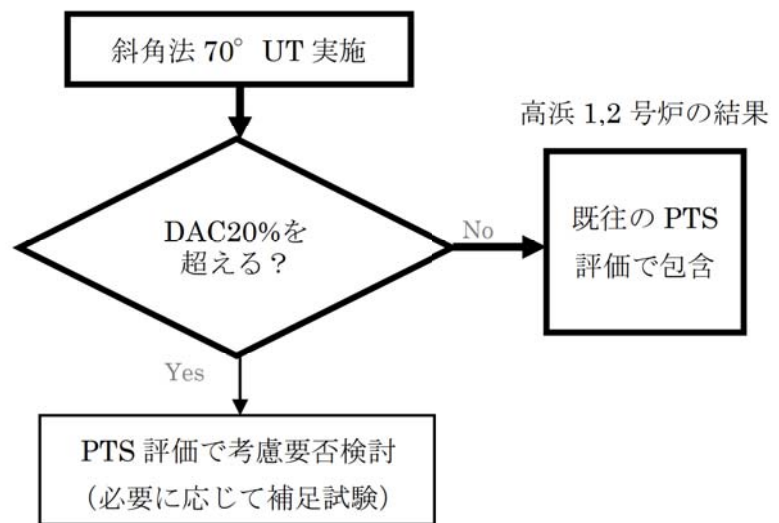 斜角法 70° UT 実施
高浜 1,2 号炉の結果
DAC20%を
超える？
No
既往の PTS
評価で包含
Yes
PTS 評価で考慮要否検討
（必要に応じて補足試験）